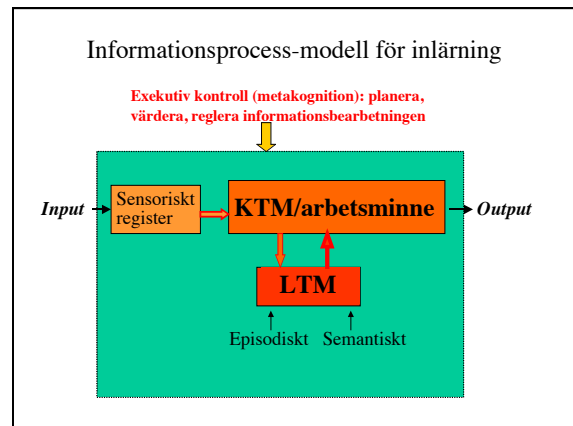 Informationsprocess-modell för inlärning
Exekutiv kontroll (metakognition): planera,
värdera, reglera informationsbearbetningen
Input
Sensoriskt
register
KTM/arbetsminne
Output
LTM
Episodiskt
Semantiskt